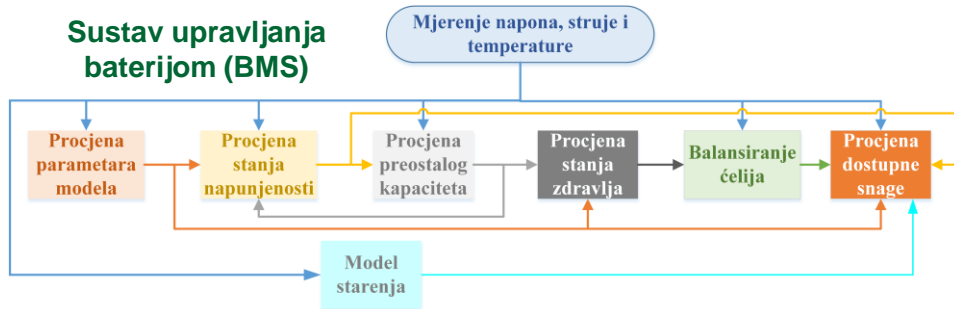 Sustav upravljanja
baterijom (BMS)
Mjerenje napona, struje i
temperature
Procjena
parametara
modela
Procjena
stanja
napunjenosti
Procjena
preostalog
kapaciteta
Procjena
stanja
zdravlja
Balansiranje
ćelija
Procjena
dostupne
snage
Model
starenja